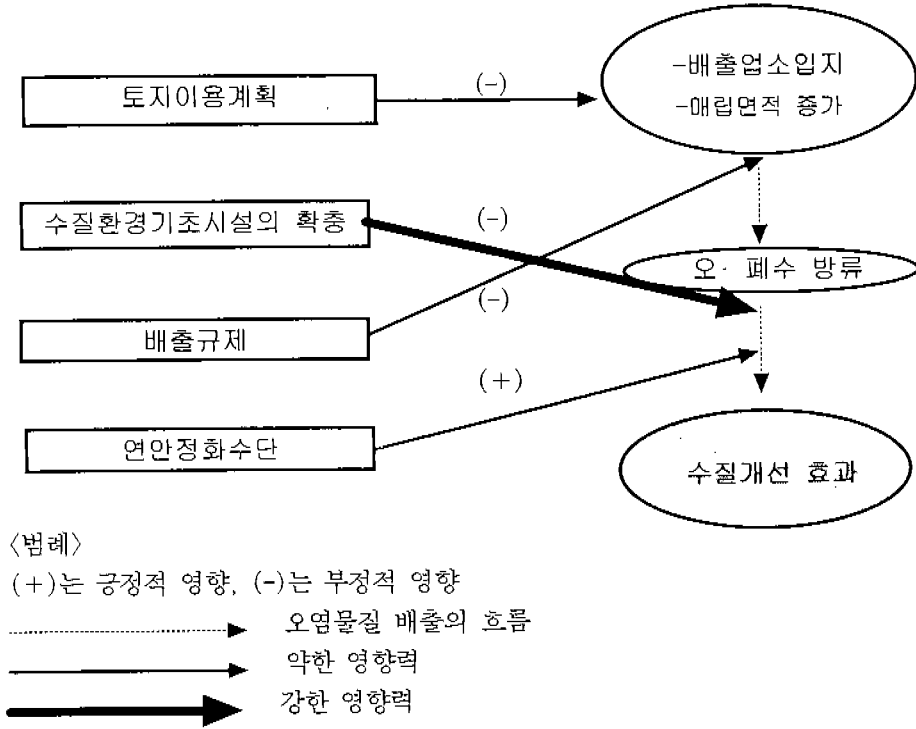 토지이용계획
(-)
-배출업소입지
-매립면적 증가
수질환경기초시설의 확충
(-)
오· 폐수 방류
배출규제
(-)
(+)
연안정화수단
수질개선 효과
〈범례〉
(+)는 긍정적 영향, (-)는 부정적 영향
오염물질 배출의 흐름
약한 영향력
강한 영향력